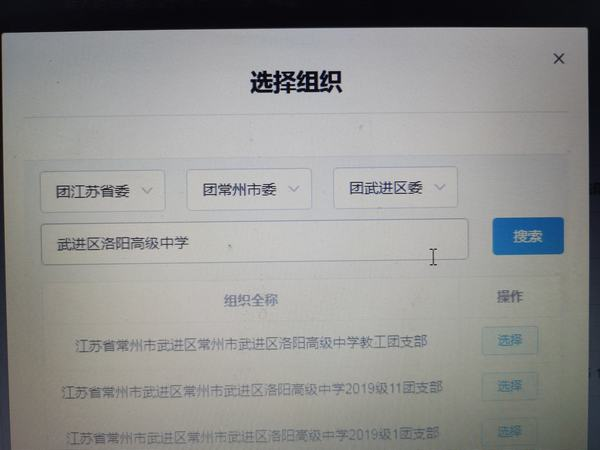 选择组织
团江苏省委 团常州市委 团武进区委
武进区洛阳高级中学 搜索
组织全称 操作
江苏省常州市武进区常州市武进区洛阳高级中学教工团支部 选择
江苏省常州市武进区常州市武进区洛阳高级中学2019级11团支部 选择
江苏省常州市武进区常州市武进区洛阳高级中学2019级1团支部 选择